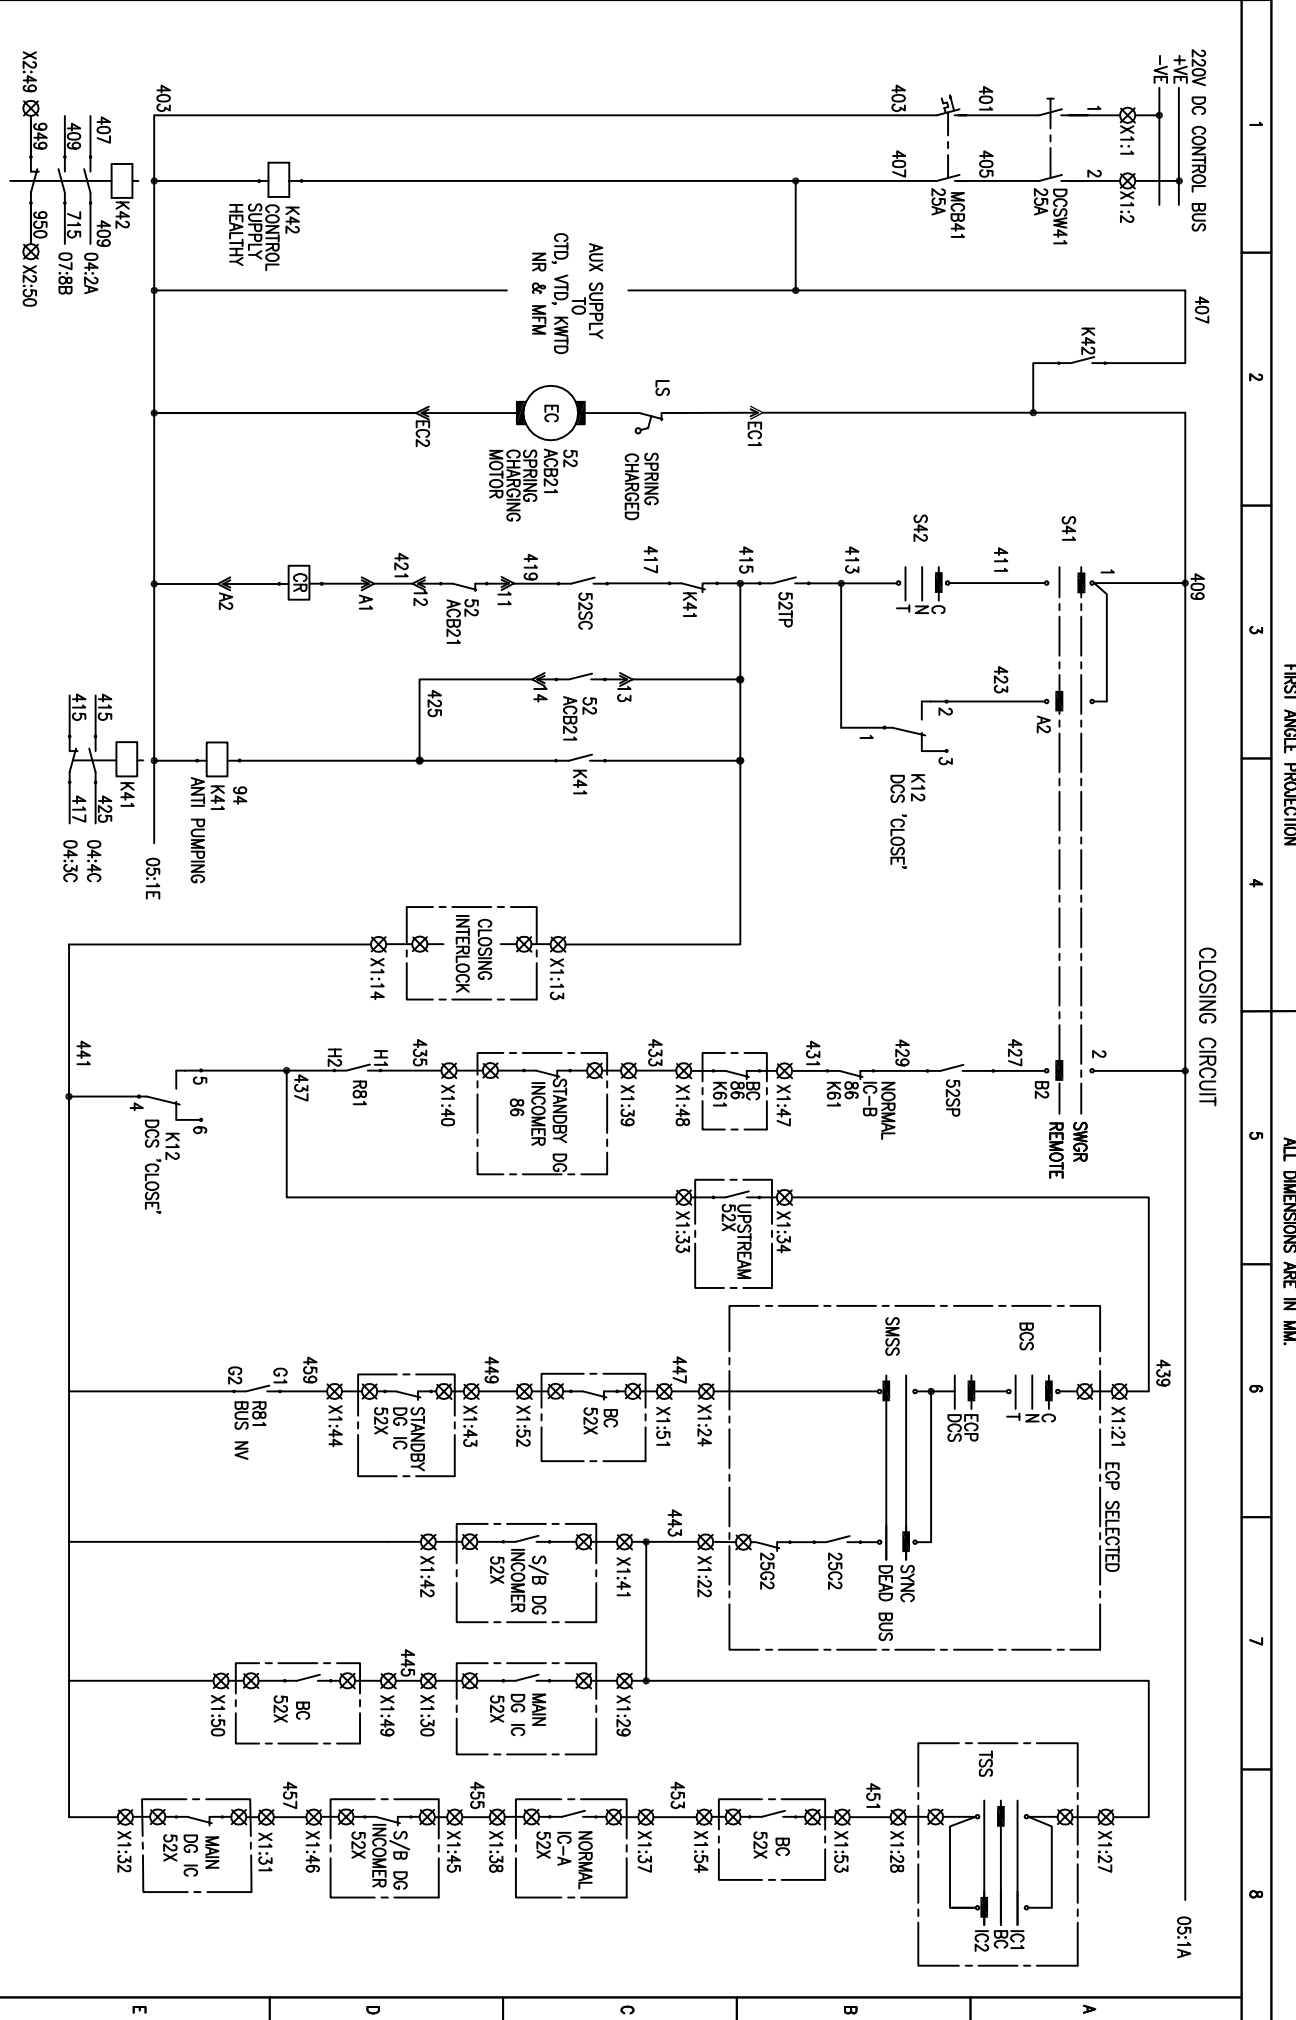 FIRST ANGLE PROJECTION
ALL DIMENSIONS ARE IN MM.
1
2
3
4
5
6
7
8
A
B
C
D
E
CLOSING CIRCUIT
220V DC CONTROL BUS
+VE
-VE
X1:1
X1:2
1
2
DCSW41
25A
401
405
MCB41
25A
403
407
K42
CONTROL
SUPPLY
HEALTHY
403
K42
407
409
04:2A
409
715
07:8B
X2:49
949
950
X2:50
407
K42
AUX SUPPLY
TO
CTD, VTD, KWTD
NR & MFM
EC1
LS
SPRING
CHARGED
EC
52
ACB21
SPRING
CHARGING
MOTOR
EC2
409
S41
1
A2
411
423
S42
C
N
T
2
3
1
K12
DCS 'CLOSE'
413
52TP
415
K41
417
52SC
419
11
52
ACB21
12
421
A1
CR
A2
13
52
ACB21
14
K41
425
94
K41
ANTI PUMPING
05:1E
K41
415
425
04:4C
415
417
04:3C
X1:13
CLOSING
INTERLOCK
X1:14
2
B2
SWGR
REMOTE
427
52SP
429
NORMAL
IC-B
86
K61
431
X1:47
BC
86
K61
X1:48
433
X1:39
STANDBY DG
INCOMER
86
X1:40
435
H1
R81
H2
437
5
6
4
K12
DCS 'CLOSE'
441
X1:34
UPSTREAM
52X
X1:33
439
X1:21
ECP SELECTED
BCS
C
N
T
ECP
DCS
SMSS
SYNC
DEAD BUS
25C2
25G2
X1:24
X1:22
447
X1:51
BC
52X
X1:52
449
X1:43
STANDBY
DG IC
52X
X1:44
459
G1
R81
BUS NV
G2
443
X1:41
S/B DG
INCOMER
52X
X1:42
X1:29
MAIN
DG IC
52X
X1:30
445
X1:49
BC
52X
X1:50
05:1A
X1:27
TSS
IC1
BC
IC2
X1:28
451
X1:53
BC
52X
X1:54
453
X1:37
NORMAL
IC-A
52X
X1:38
455
X1:45
S/B DG
INCOMER
52X
X1:46
457
X1:31
MAIN
DG IC
52X
X1:32